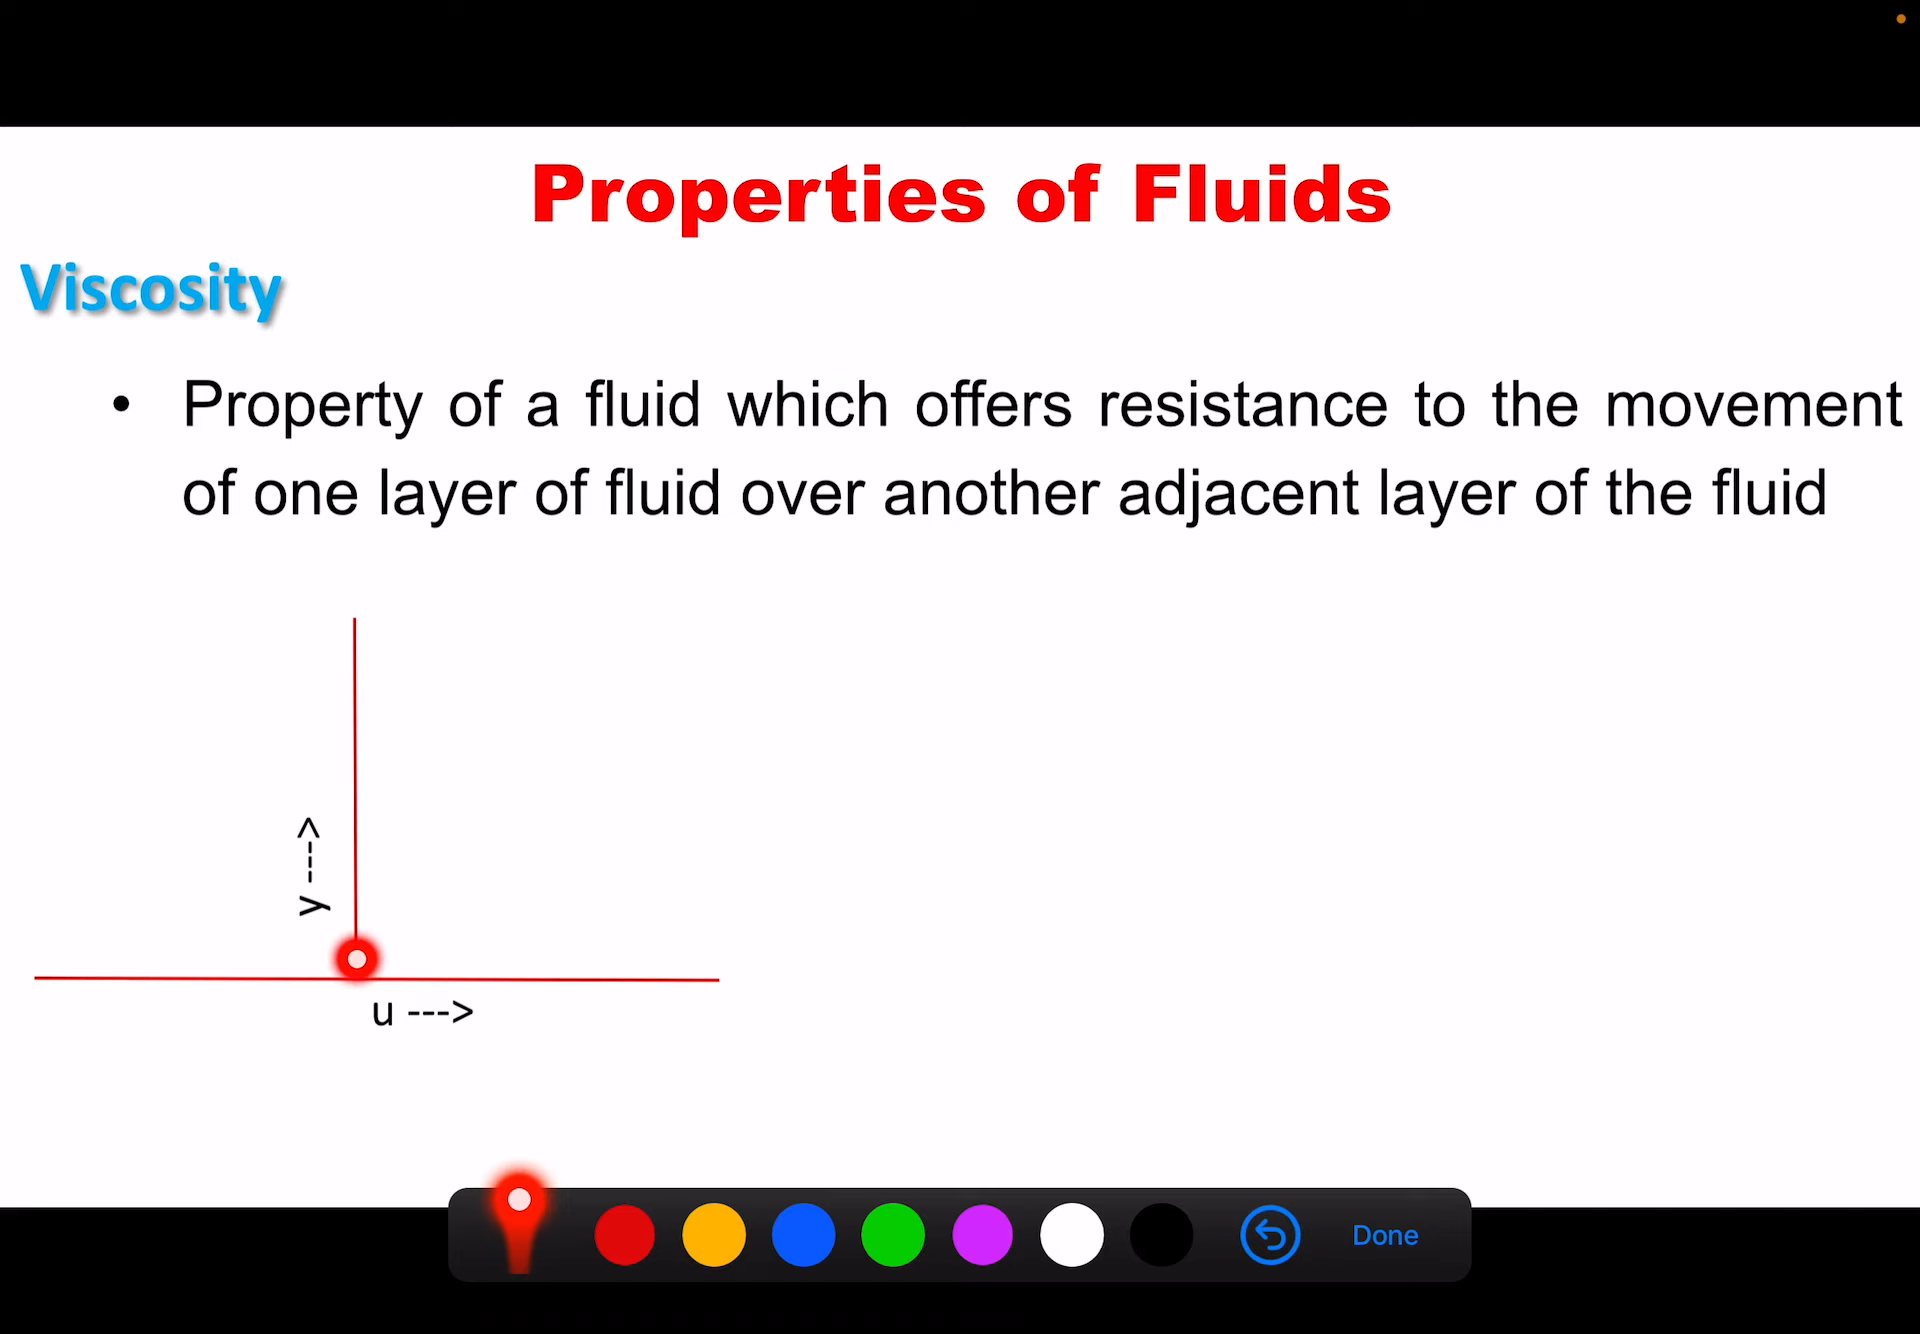 Properties of Fluids
Viscosity
• Property of a fluid which offers resistance to the movement
of one layer of fluid over another adjacent layer of the fluid
y ---->
u --->
Done